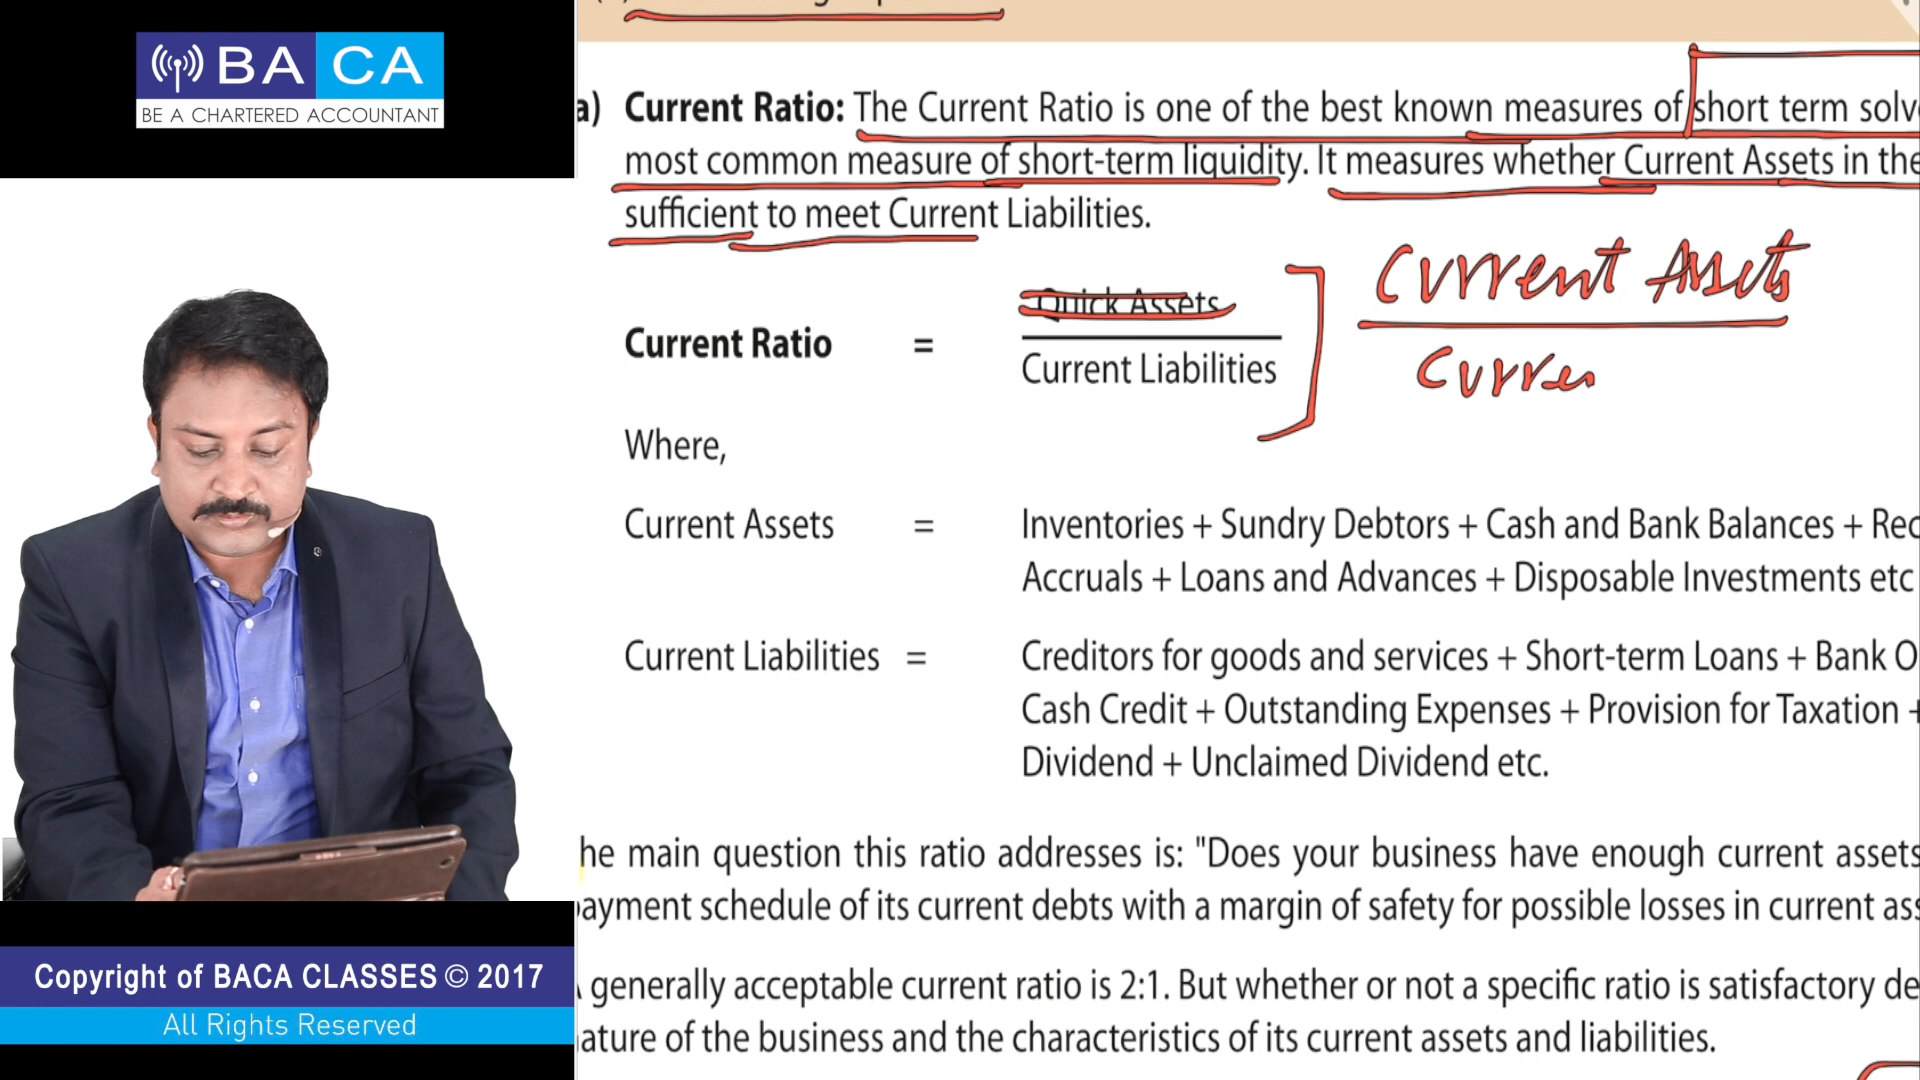 BACA
BE A CHARTERED ACCOUNTANT
a) Current Ratio: The Current Ratio is one of the best known measures of short term solv
most common measure of short-term liquidity. It measures whether Current Assets in the
sufficient to meet Current Liabilities.
Current Ratio = Quick Assets
Current Liabilities
Current Assets
Curren
Where,
Current Assets = Inventories + Sundry Debtors + Cash and Bank Balances + Rec
Accruals + Loans and Advances + Disposable Investments etc
Current Liabilities = Creditors for goods and services + Short-term Loans + Bank O
Cash Credit + Outstanding Expenses + Provision for Taxation +
Dividend + Unclaimed Dividend etc.
he main question this ratio addresses is: "Does your business have enough current assets
ayment schedule of its current debts with a margin of safety for possible losses in current ass
generally acceptable current ratio is 2:1. But whether or not a specific ratio is satisfactory de
ature of the business and the characteristics of its current assets and liabilities.
Copyright of BACA CLASSES © 2017
All Rights Reserved